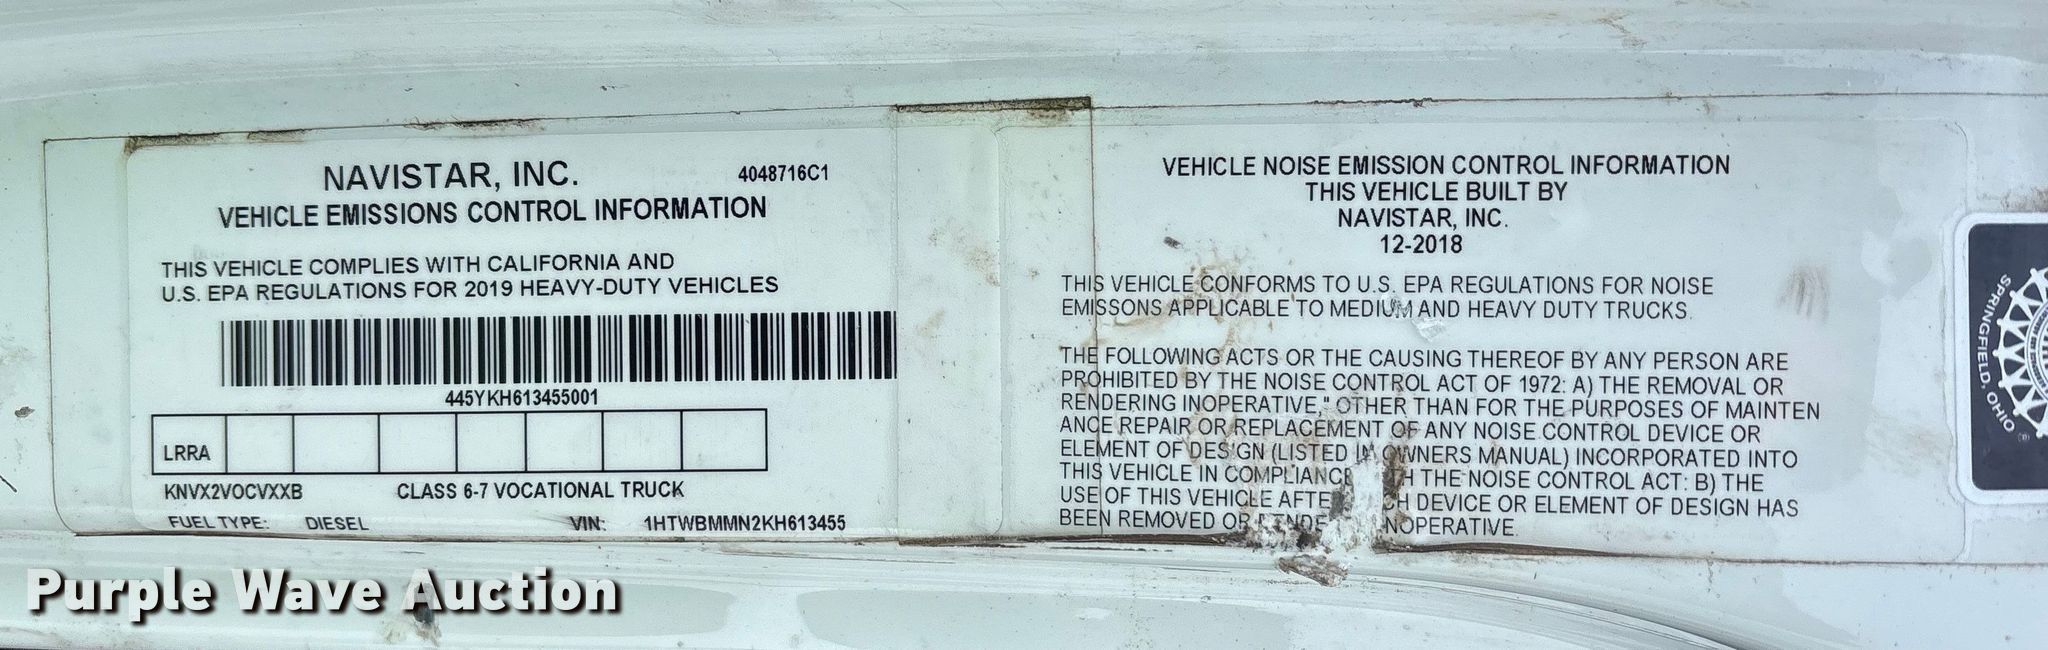 NAVISTAR, INC.
4048716C1
VEHICLE EMISSIONS CONTROL INFORMATION
THIS VEHICLE COMPLIES WITH CALIFORNIA AND
U.S. EPA REGULATIONS FOR 2019 HEAVY-DUTY VEHICLES
445YKH613455001
LRRA
KNVX2VOCVXXB CLASS 6-7 VOCATIONAL TRUCK
FUEL TYPE: DIESEL VIN: 1HTWBMMN2KH613455
VEHICLE NOISE EMISSION CONTROL INFORMATION
THIS VEHICLE BUILT BY
NAVISTAR, INC.
12-2018
THIS VEHICLE CONFORMS TO U.S. EPA REGULATIONS FOR NOISE
EMISSONS APPLICABLE TO MEDIUM AND HEAVY DUTY TRUCKS.
THE FOLLOWING ACTS OR THE CAUSING THEREOF BY ANY PERSON ARE
PROHIBITED BY THE NOISE CONTROL ACT OF 1972: A) THE REMOVAL OR
RENDERING INOPERATIVE," OTHER THAN FOR THE PURPOSES OF MAINTEN
ANCE REPAIR OR REPLACEMENT OF ANY NOISE CONTROL DEVICE OR
ELEMENT OF DESIGN (LISTED IN OWNERS MANUAL) INCORPORATED INTO
THIS VEHICLE IN COMPLIANCE THE NOISE CONTROL ACT: B) THE
USE OF THIS VEHICLE DEVICE OR ELEMENT OF DESIGN HAS
BEEN REMOVED OR
SPRINGFIELD, OHIO ®
Purple Wave Auction